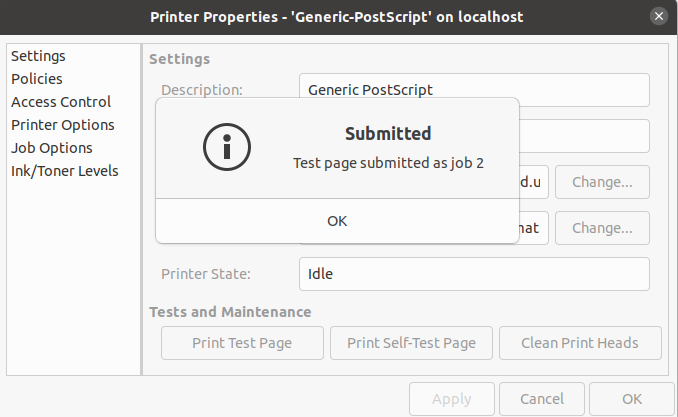 Printer Properties - 'Generic-PostScript' on localhost
Settings
Policies
Access Control
Printer Options
Job Options
Ink/Toner Levels
Settings
Description:
Generic PostScript
Submitted
Test page submitted as job 2
OK
Change...
Change...
Printer State:
Idle
Tests and Maintenance
Print Test Page
Print Self-Test Page
Clean Print Heads
Apply
Cancel
OK